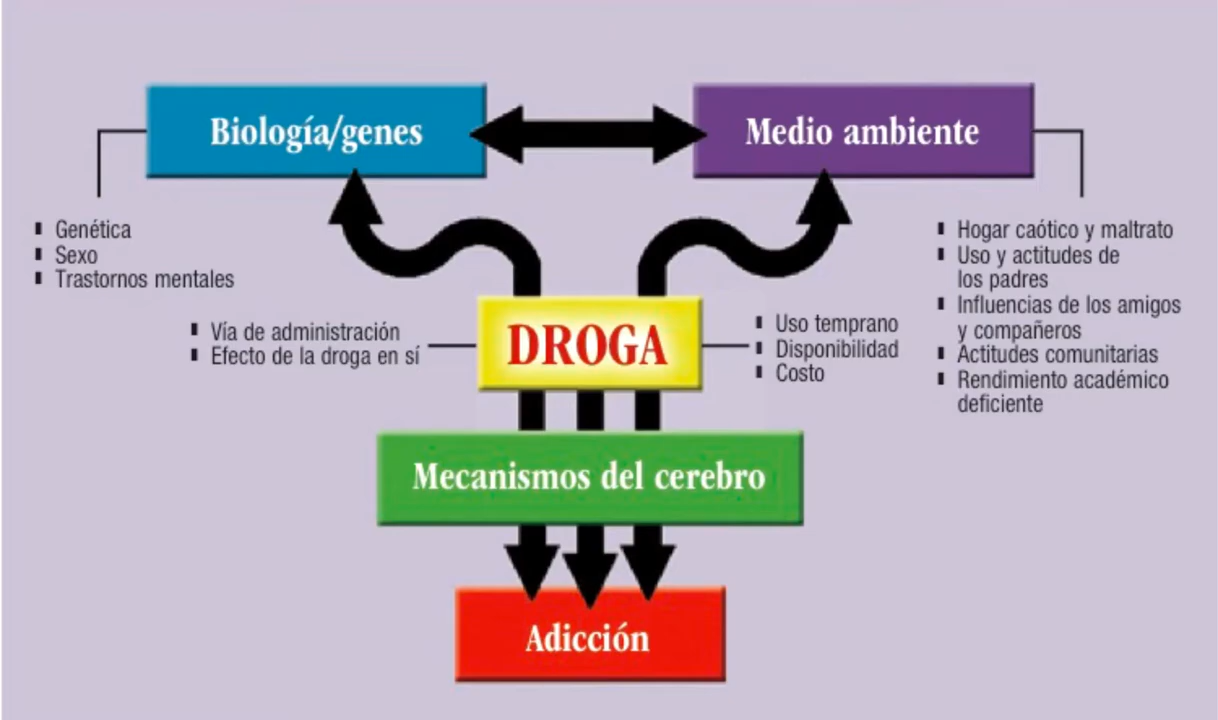 Biología/genes
Medio ambiente
Genética
Sexo
Trastornos mentales
Hogar caótico y maltrato
Uso y actitudes de
los padres
Influencias de los amigos
y compañeros
Actitudes comunitarias
Rendimiento académico
deficiente
Vía de administración
Efecto de la droga en sí
DROGA
Uso temprano
Disponibilidad
Costo
Mecanismos del cerebro
Adicción